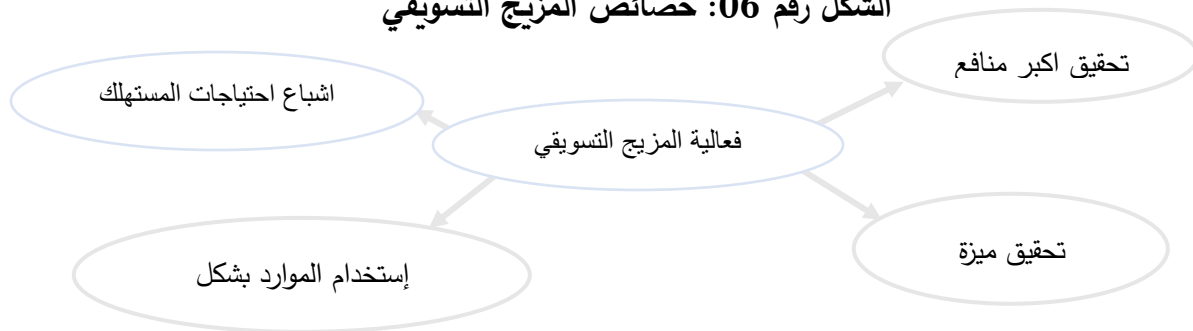 الشكل رقم 06: خصائص المزيج التسويقي
تحقيق اكبر منافع
اشباع احتياجات المستهلك
فعالية المزيج التسويقي
تحقيق ميزة
إستخدام الموارد بشكل